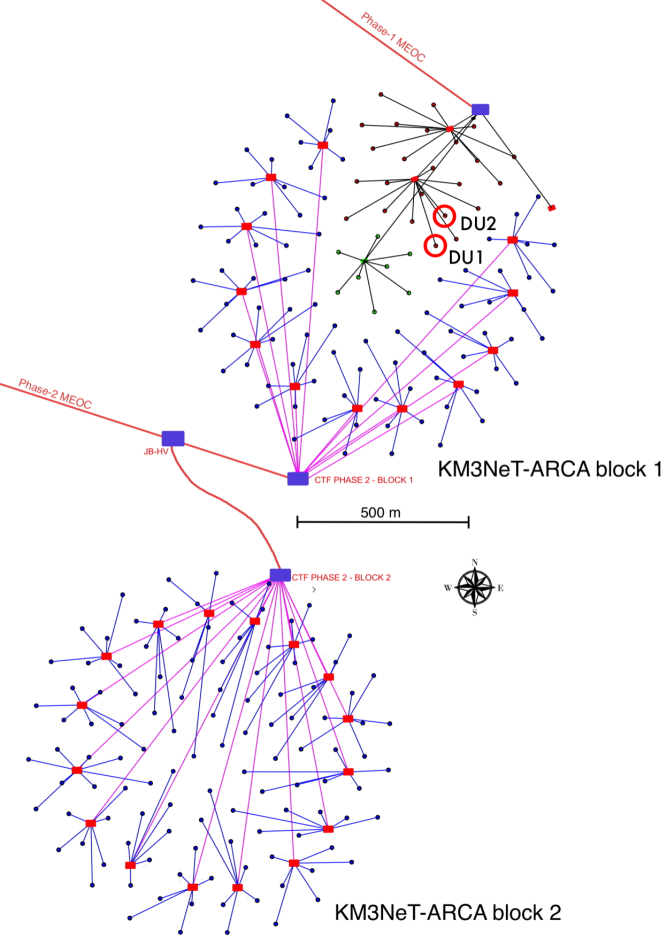 Phase-1 MEOC
DU2
DU1
Phase-2 MEOC
JB-HV
KM3NeT-ARCA block 1
CTF PHASE 2 - BLOCK 1
500 m
N
W E
S
CTF PHASE 2 - BLOCK 2
KM3NeT-ARCA block 2